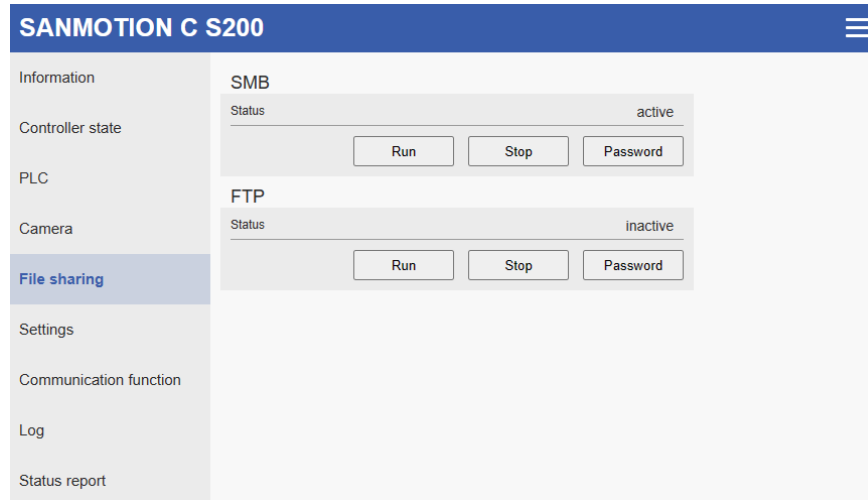 SANMOTION C S200
Information
Controller state
PLC
Camera
File sharing
Settings
Communication function
Log
Status report
SMB
Status active
Run Stop Password
FTP
Status inactive
Run Stop Password